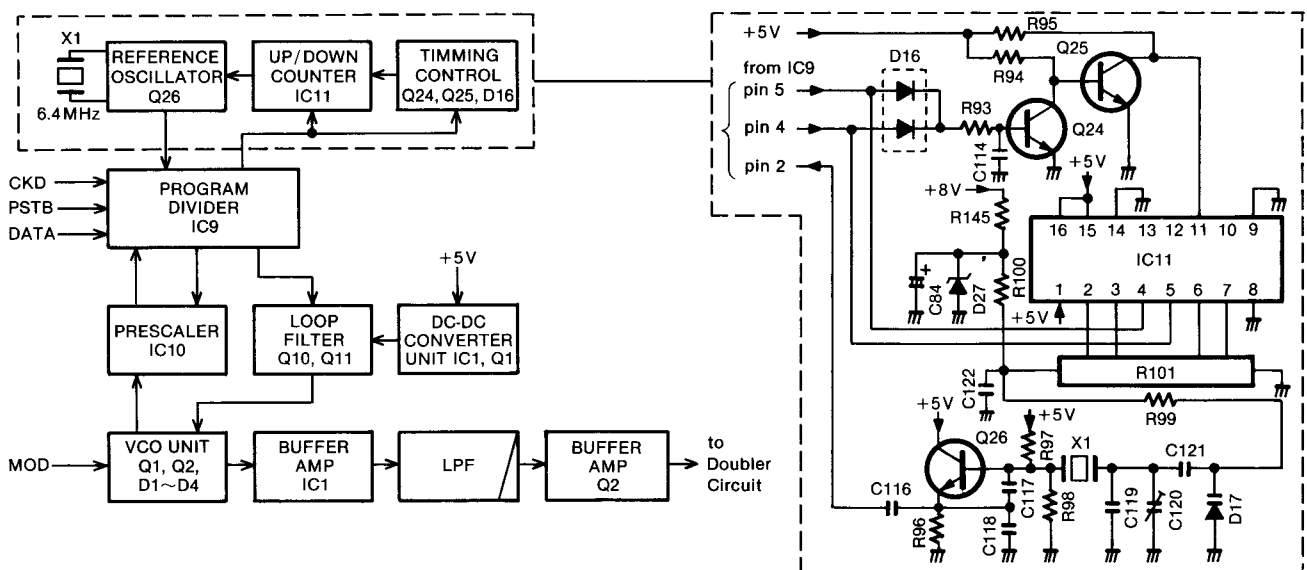 X1
6.4MHz
REFERENCE
OSCILLATOR
Q26
UP/DOWN
COUNTER
IC11
TIMMING
CONTROL
Q24, Q25, D16
CKD
PSTB
DATA
PROGRAM
DIVIDER
IC9
+5V
PRESCALER
IC10
LOOP
FILTER
Q10, Q11
DC-DC
CONVERTER
UNIT IC1, Q1
MOD
VCO UNIT
Q1, Q2,
D1~D4
BUFFER
AMP
IC1
LPF
BUFFER
AMP
Q2
to
Doubler
Circuit
+5V
from IC9
pin 5
pin 4
pin 2
D16
R95
R94
Q25
R93
Q24
C114
+5V
+8V
R145
R100
C84
+
D27
16 15 14 13 12 11 10 9
IC11
1 2 3 4 5 6 7 8
+5V
R101
C122
R99
+5V
Q26
+5V
R97
X1
C121
C116
R96
C117
C118
R98
C119
C120
D17